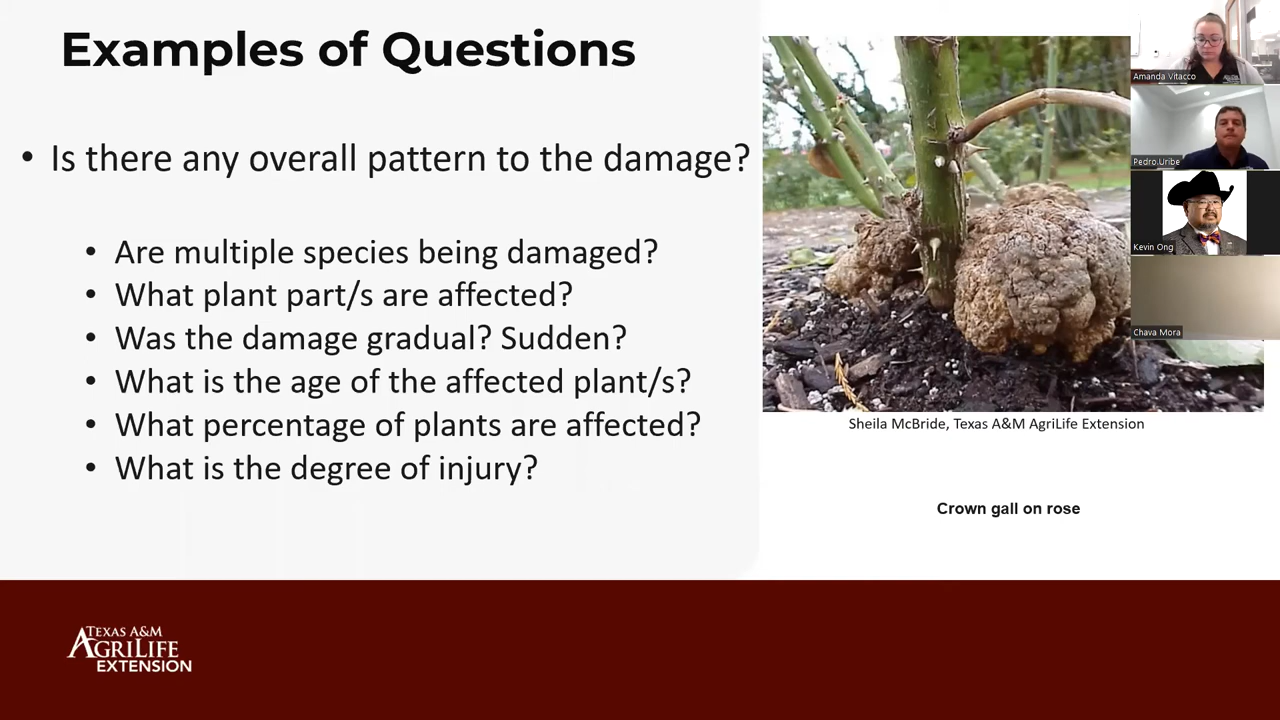 Examples of Questions
• Is there any overall pattern to the damage?
• Are multiple species being damaged?
• What plant part/s are affected?
• Was the damage gradual? Sudden?
• What is the age of the affected plant/s?
• What percentage of plants are affected?
• What is the degree of injury?
Sheila McBride, Texas A&M AgriLife Extension
Crown gall on rose
Amanda Vitacco
Pedro.Uribe
Kevin Ong
Chava Mora
TEXAS A&M
AGRILIFE
EXTENSION